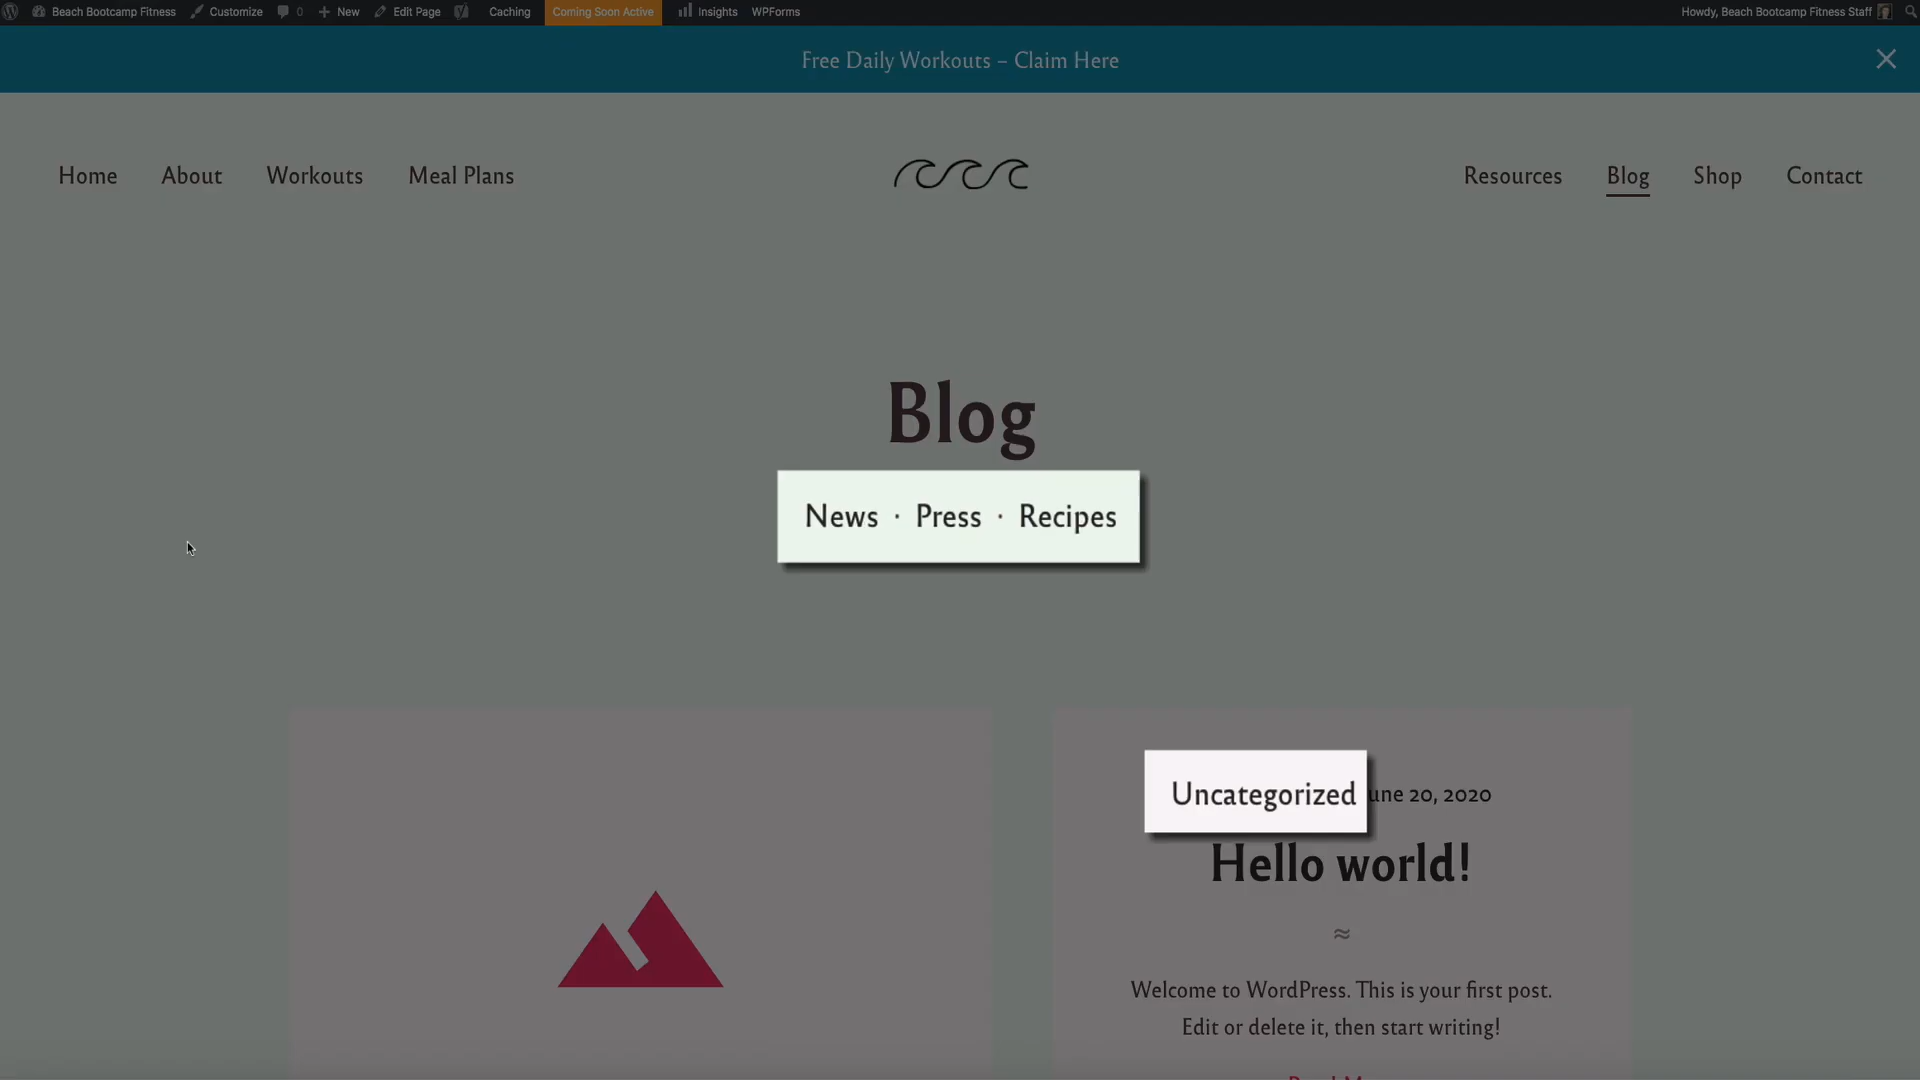 Beach Bootcamp Fitness Customize 0 New Edit Page Caching Coming Soon Active Insights WPForms Howdy, Beach Bootcamp Fitness Staff
Free Daily Workouts – Claim Here
Home About Workouts Meal Plans Resources Blog Shop Contact
Blog
News · Press · Recipes
Uncategorized une 20, 2020
Hello world!
≈
Welcome to WordPress. This is your first post.
Edit or delete it, then start writing!